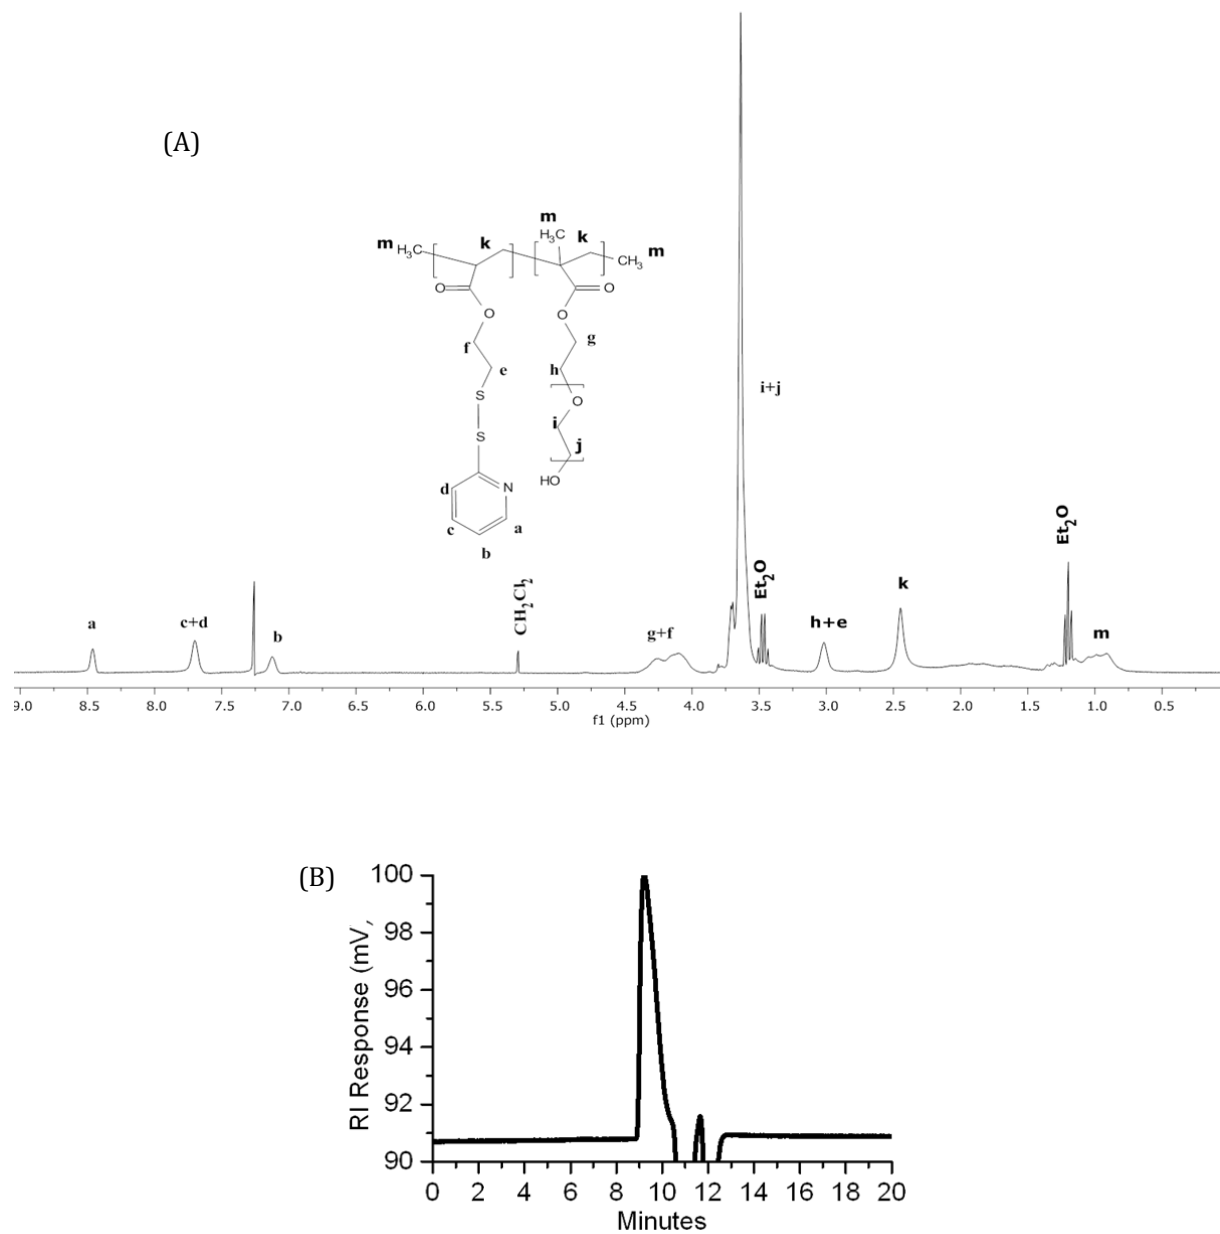 (A)
m
m
k
k
H₃C
H₃C
CH₃
m
O
O
O
O
f
g
e
h
S
O
i+j
S
i
j
d
N
HO
c
a
b
CH₂Cl₂
Et₂O
Et₂O
a
c+d
b
g+f
h+e
k
m
9.0 8.5 8.0 7.5 7.0 6.5 6.0 5.5 5.0 4.5 4.0 3.5 3.0 2.5 2.0 1.5 1.0 0.5
f1 (ppm)
(B)
RI Response (mV,
100
98
96
94
92
90
0 2 4 6 8 10 12 14 16 18 20
Minutes